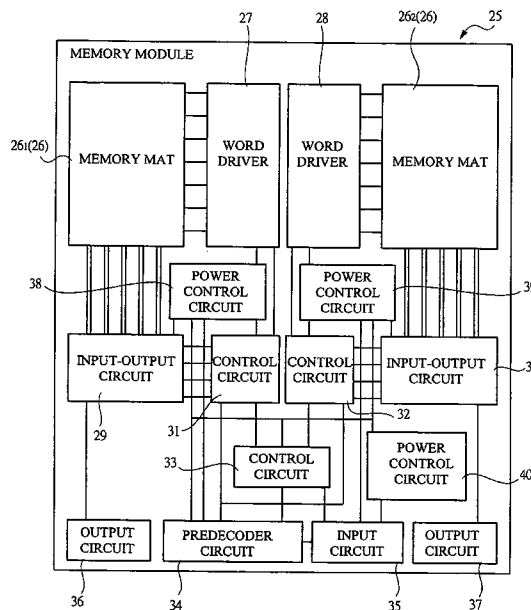 27
28
26₂(26)
25
MEMORY MODULE
26₁(26)
MEMORY MAT
WORD
DRIVER
WORD
DRIVER
MEMORY MAT
38
POWER
CONTROL
CIRCUIT
POWER
CONTROL
CIRCUIT
INPUT-OUTPUT
CIRCUIT
CONTROL
CIRCUIT
CONTROL
CIRCUIT
INPUT-OUTPUT
CIRCUIT
29
31
32
33
CONTROL
CIRCUIT
POWER
CONTROL
CIRCUIT
40
OUTPUT
CIRCUIT
PREDECODER
CIRCUIT
INPUT
CIRCUIT
OUTPUT
CIRCUIT
36
34
35
37